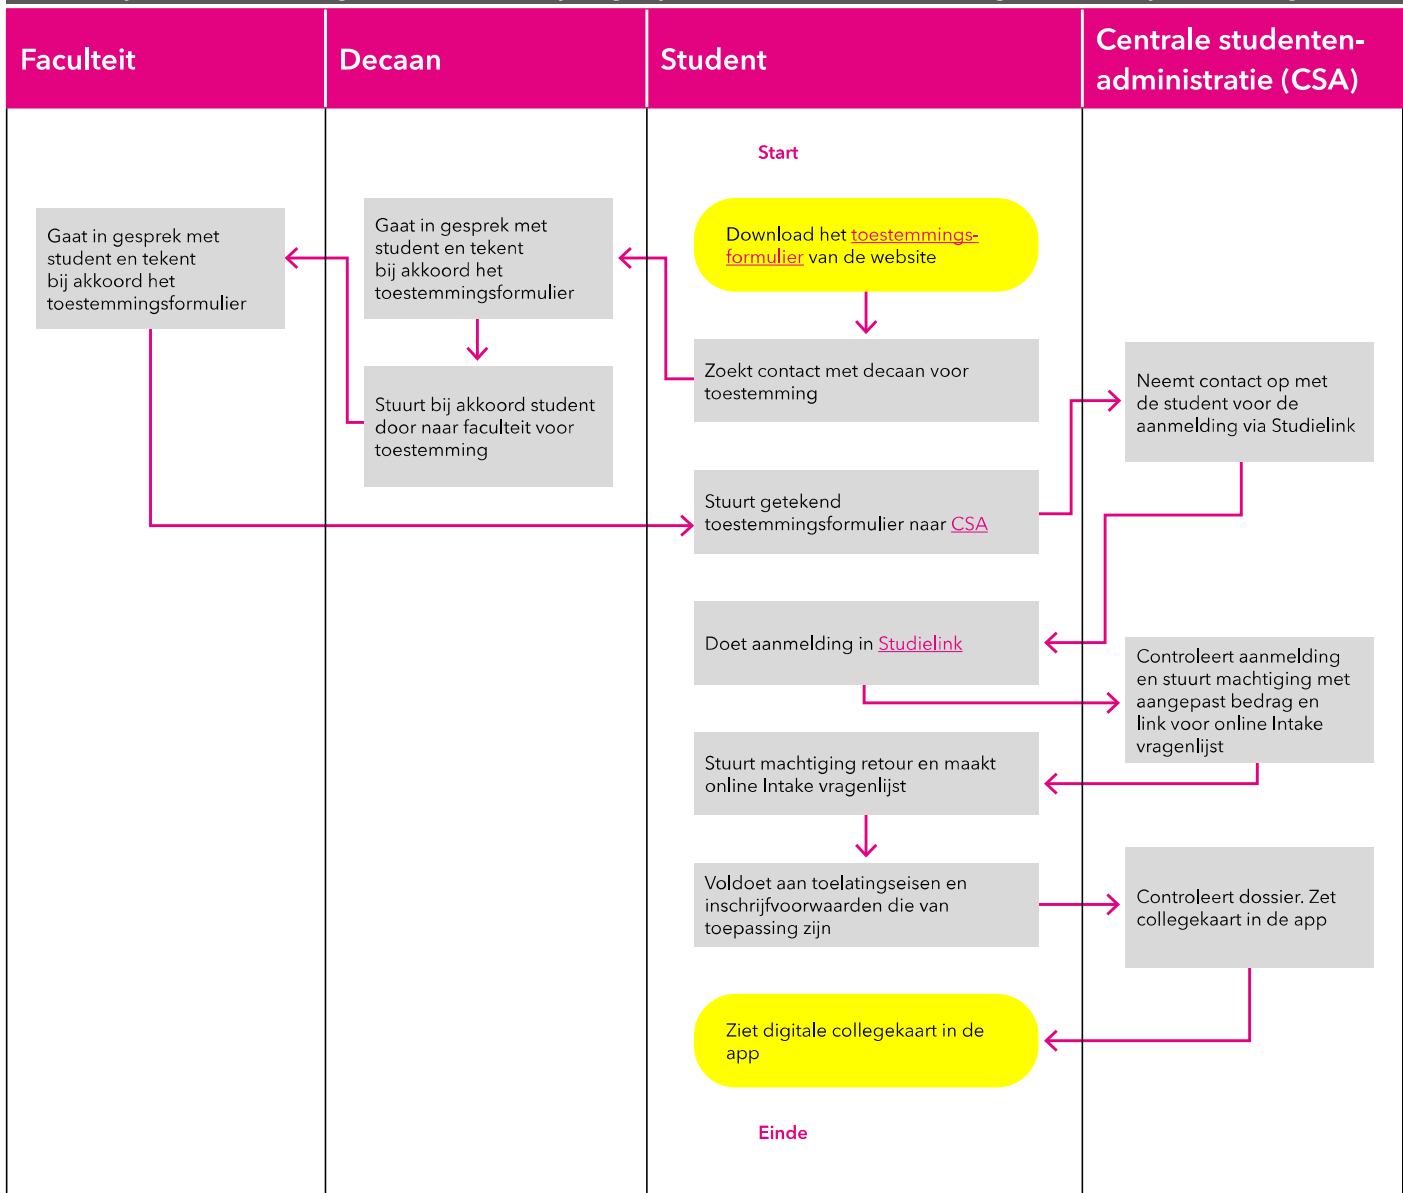 Faculteit
Decaan
Student
Centrale studenten-
administratie (CSA)
Start
Download het toestemmings-
formulier van de website
Gaat in gesprek met
student en tekent
bij akkoord het
toestemmingsformulier
Gaat in gesprek met
student en tekent
bij akkoord het
toestemmingsformulier
Zoekt contact met decaan voor
toestemming
Stuurt bij akkoord student
door naar faculteit voor
toestemming
Neemt contact op met
de student voor de
aanmelding via Studielink
Stuurt getekend
toestemmingsformulier naar CSA
Doet aanmelding in Studielink
Controleert aanmelding
en stuurt machtiging met
aangepast bedrag en
link voor online Intake
vragenlijst
Stuurt machtiging retour en maakt
online Intake vragenlijst
Voldoet aan toelatingseisen en
inschrijfvoorwaarden die van
toepassing zijn
Controleert dossier. Zet
collegekaart in de app
Ziet digitale collegekaart in de
app
Einde